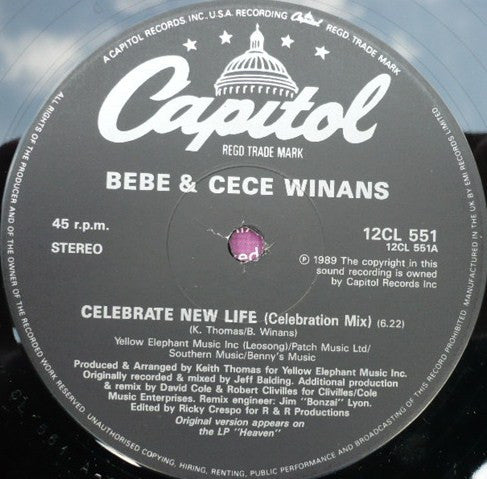 A CAPITOL RECORDS INC. U.S.A. RECORDING Capitol REGD TRADE MARK
Capitol
REGD TRADE MARK
BEBE & CECE WINANS
45 r.p.m.
STEREO
12CL 551
12CL 551A
℗ 1989 The copyright in this
sound recording is owned
by Capitol Records Inc
ed
CELEBRATE NEW LIFE (Celebration Mix) (6.22)
(K. Thomas/B. Winans)
Yellow Elephant Music Inc (Leosong)/Patch Music Ltd/
Southern Music/Benny's Music
Produced & Arranged by Keith Thomas for Yellow Elephant Music Inc.
Originally recorded & mixed by Jeff Balding. Additional production
& remix by David Cole & Robert Clivilles for Clivilles/Cole
Music Enterprises. Remix engineer: Jim "Bonzai" Lyon.
Edited by Ricky Crespo for R & R Productions
Original version appears on
the LP "Heaven"
ALL RIGHTS OF THE PRODUCER AND OF THE OWNER OF THE RECORDED WORK RESERVED. UNAUTHORISED COPYING, HIRING, RENTING, PUBLIC PERFORMANCE AND BROADCASTING OF THIS RECORD PROHIBITED. MANUFACTURED IN THE UK BY EMI RECORDS LIMITED